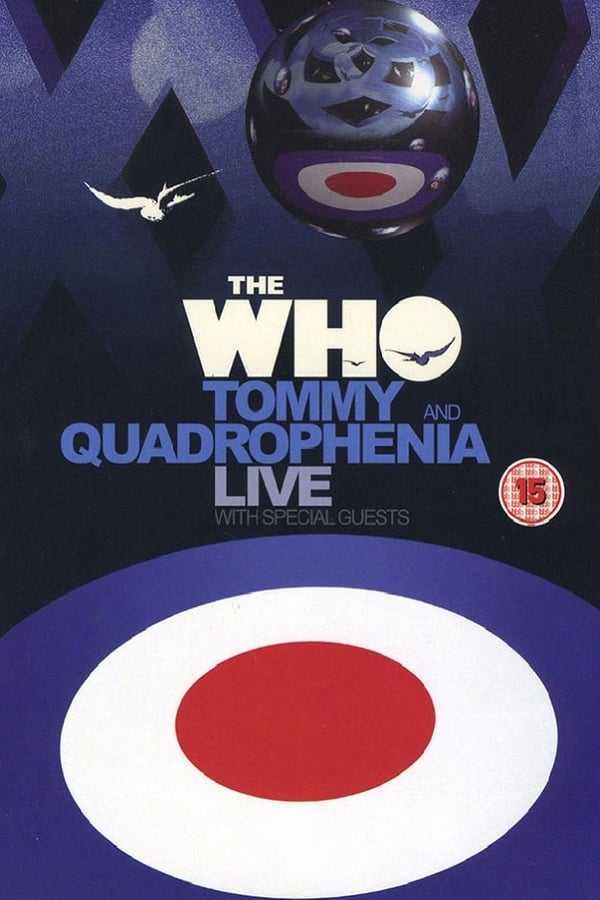 THE
WHO
TOMMY AND
QUADROPHENIA
LIVE
WITH SPECIAL GUESTS
15